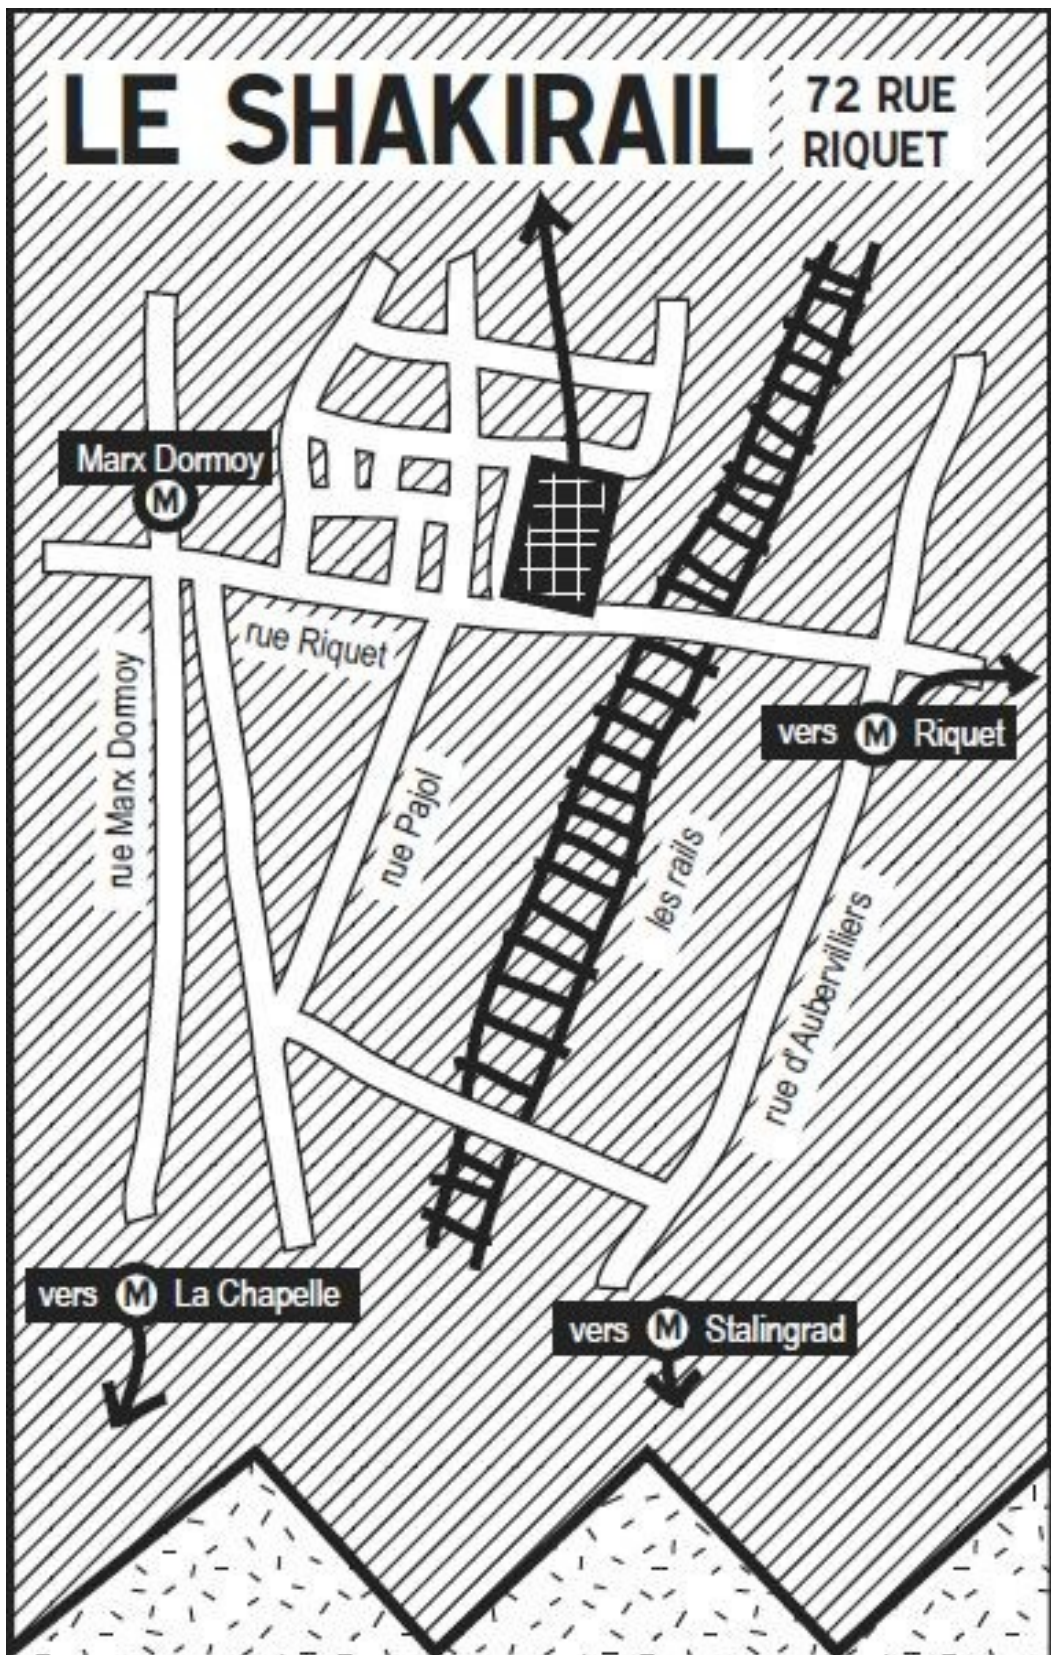 LE SHAKIRAIL
72 RUE
RIQUET
Marx Dormoy
M
rue Riquet
rue Marx Dormoy
vers M Riquet
rue Pajol
les rails
rue d'Aubervilliers
vers M La Chapelle
vers M Stalingrad